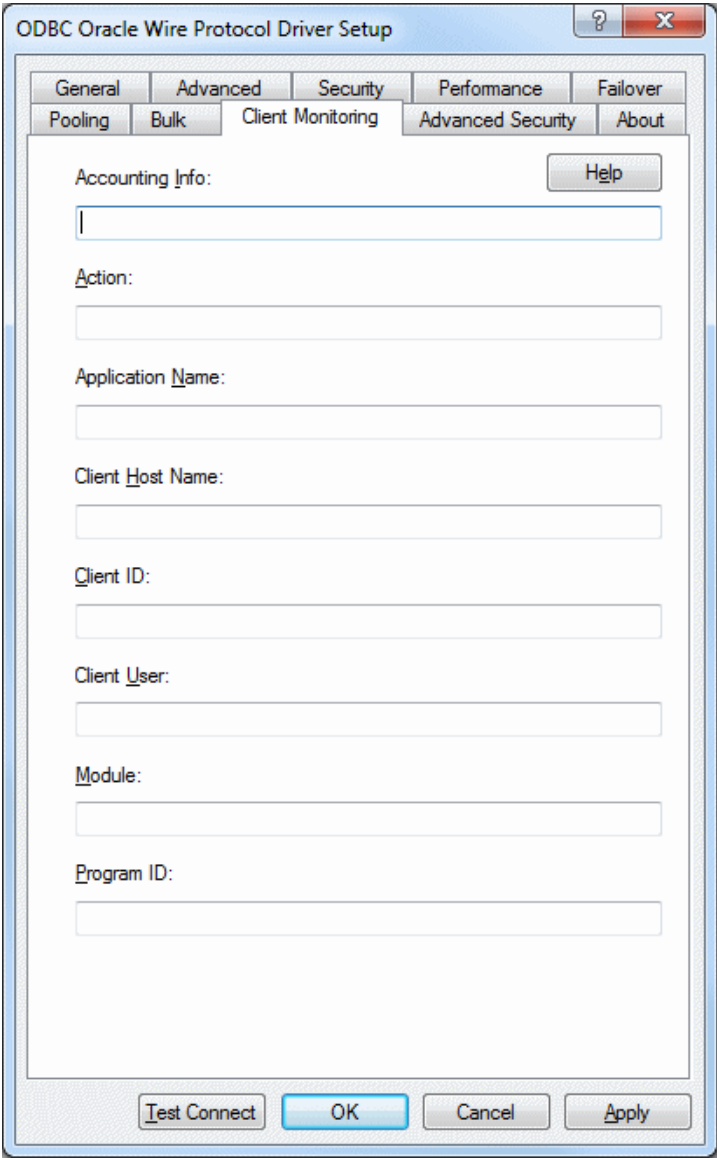 ODBC Oracle Wire Protocol Driver Setup
General Advanced Security Performance Failover
Pooling Bulk Client Monitoring Advanced Security About
Accounting Info: Help
Action:
Application Name:
Client Host Name:
Client ID:
Client User:
Module:
Program ID:
Test Connect OK Cancel Apply